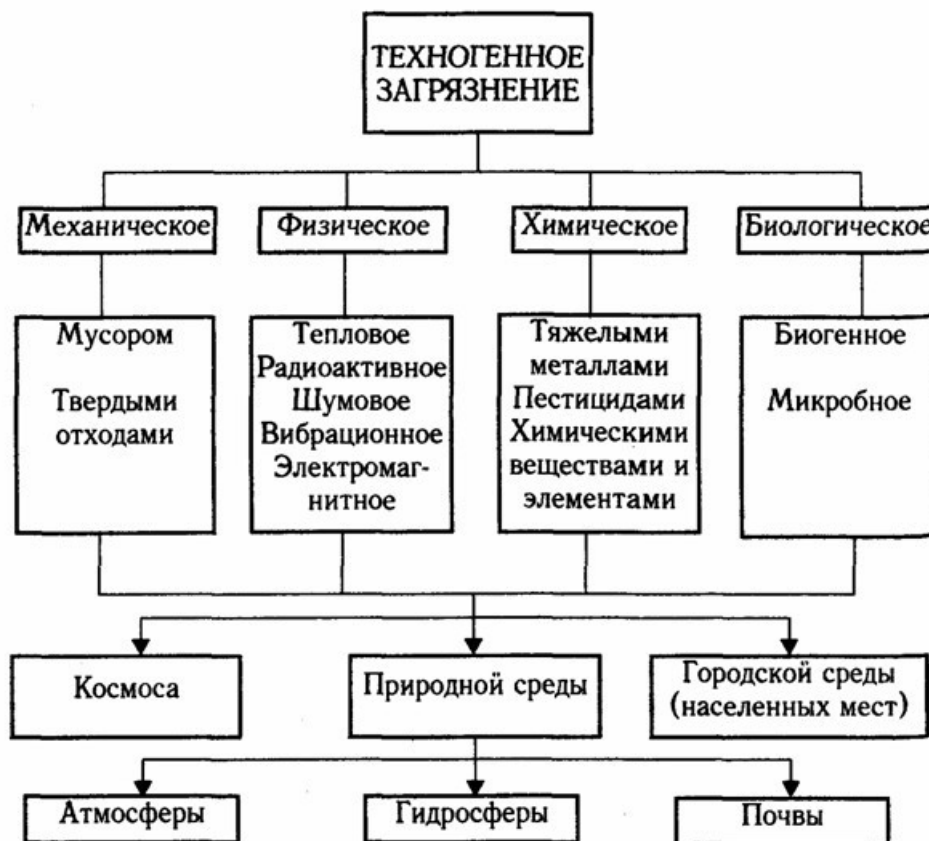 ТЕХНОГЕННОЕ
ЗАГРЯЗНЕНИЕ
Механическое
Физическое
Химическое
Биологическое
Мусором
Твердыми
отходами
Тепловое
Радиоактивное
Шумовое
Вибрационное
Электромаг-
нитное
Тяжелыми
металлами
Пестицидами
Химическими
веществами и
элементами
Биогенное
Микробное
Космоса
Природной среды
Городской среды
(населенных мест)
Атмосферы
Гидросферы
Почвы